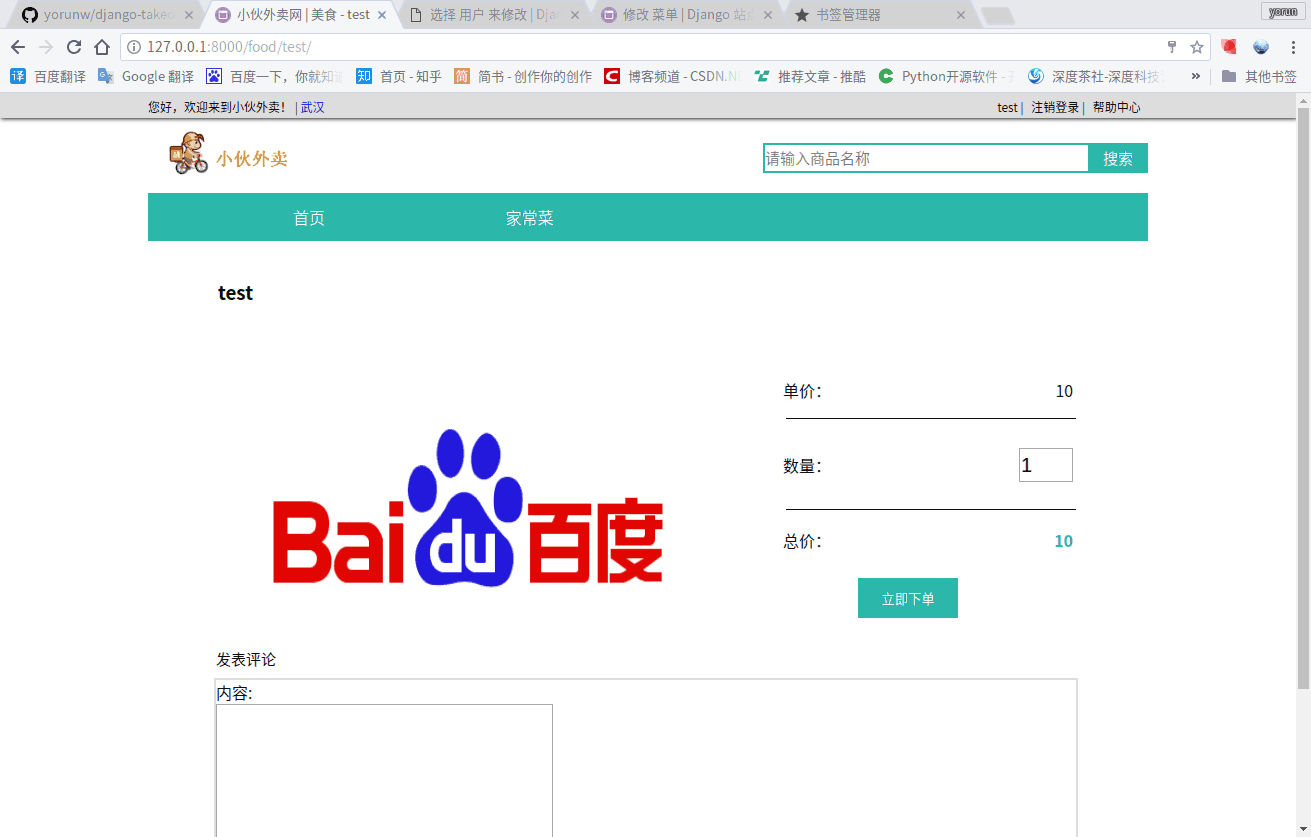 yorunw/django-takeo
小伙外卖网 | 美食 - test
选择 用户 来修改 | Dja
修改 菜单 | Django 站点
书签管理器
yorun
127.0.0.1:8000/food/test/
百度翻译
Google 翻译
百度一下，你就知道
首页 - 知乎
简书 - 创作你的创作
博客频道 - CSDN.N
推荐文章 - 推酷
Python开源软件 - 开
深度茶社-深度科技
»
其他书签
您好，欢迎来到小伙外卖！ | 武汉
test | 注销登录 | 帮助中心
小伙外卖
请输入商品名称
搜索
首页
家常菜
test
单价：
10
数量：
1
总价：
10
Bai du 百度
立即下单
发表评论
内容: